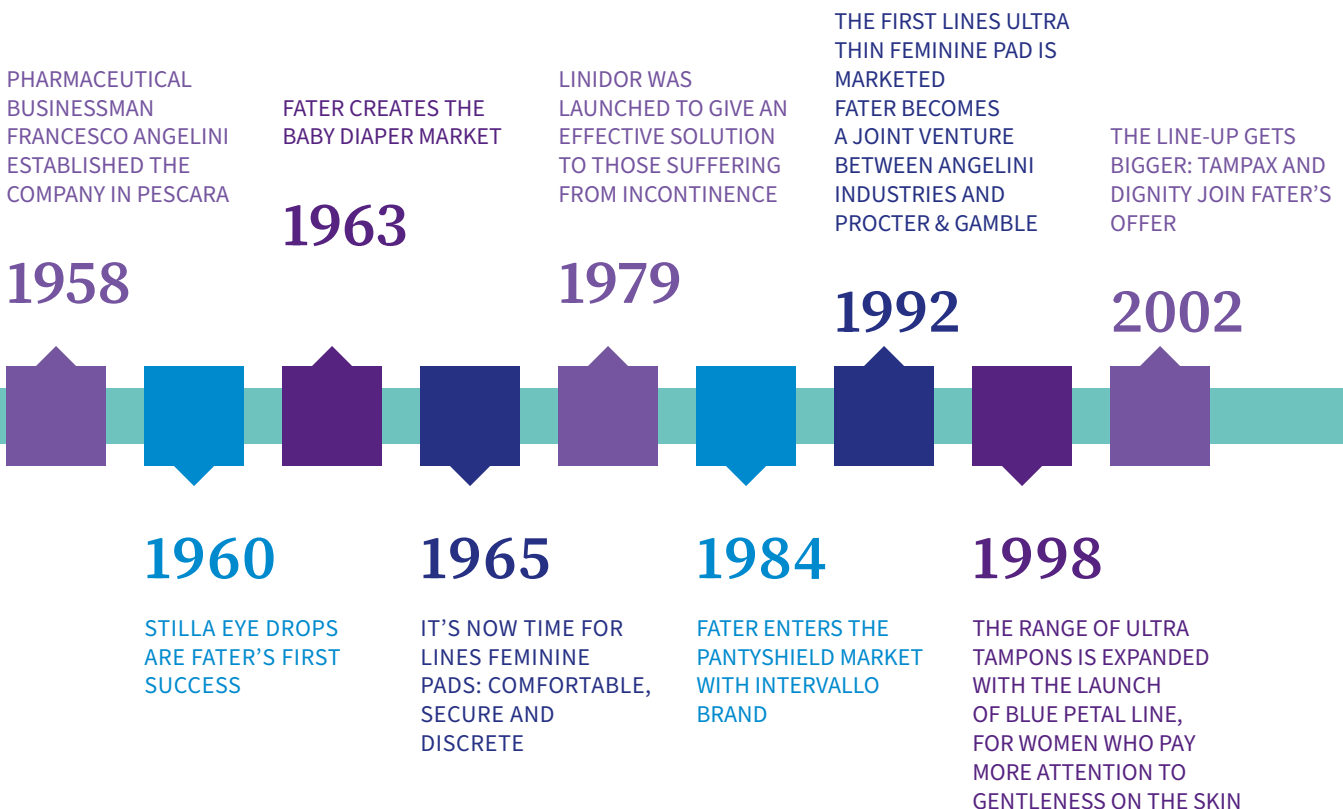 PHARMACEUTICAL
BUSINESSMAN
FRANCESCO ANGELINI
ESTABLISHED THE
COMPANY IN PESCARA
1958
STILLA EYE DROPS
ARE FATER’S FIRST
SUCCESS
1960
FATER CREATES THE
BABY DIAPER MARKET
1963
1965
IT’S NOW TIME FOR
LINES FEMININE
PADS: COMFORTABLE,
SECURE AND
DISCRETE
LINIDOR WAS
LAUNCHED TO GIVE AN
EFFECTIVE SOLUTION
TO THOSE SUFFERING
FROM INCONTINENCE
1979
1984
FATER ENTERS THE
PANTYSHIELD MARKET
WITH INTERVALLO
BRAND
THE FIRST LINES ULTRA
THIN FEMININE PAD IS
MARKETED
FATER BECOMES
A JOINT VENTURE
BETWEEN ANGELINI
INDUSTRIES AND
PROCTER & GAMBLE
1992
1998
THE RANGE OF ULTRA
TAMPONS IS EXPANDED
WITH THE LAUNCH
OF BLUE PETAL LINE,
FOR WOMEN WHO PAY
MORE ATTENTION TO
GENTLENESS ON THE SKIN
THE LINE-UP GETS
BIGGER: TAMPAX AND
DIGNITY JOIN FATER’S
OFFER
2002